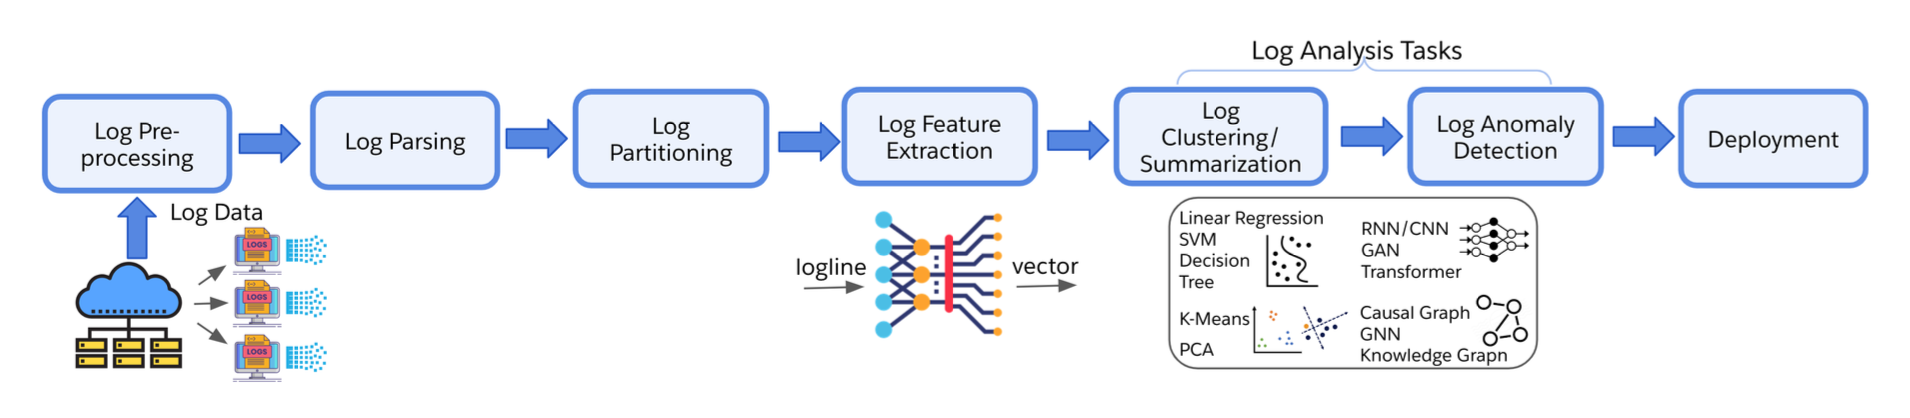 Log Analysis Tasks
Log Pre-
processing
Log Parsing
Log
Partitioning
Log Feature
Extraction
Log
Clustering/
Summarization
Log Anomaly
Detection
Deployment
Log Data
LOGS
LOGS
LOGS
logline
vector
Linear Regression
SVM
Decision
Tree
RNN/CNN
GAN
Transformer
K-Means
PCA
Causal Graph
GNN
Knowledge Grapn